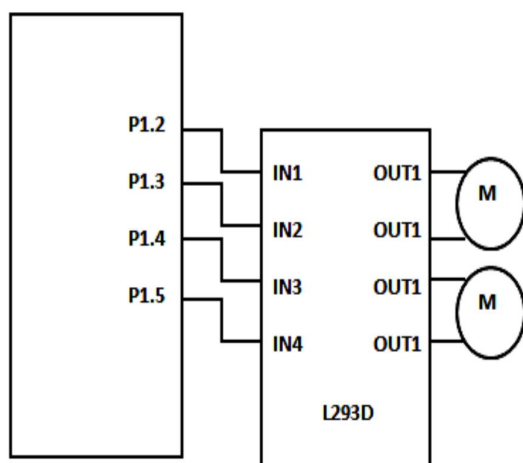 P1.2
P1.3
P1.4
P1.5
IN1 OUT1
IN2 OUT1
IN3 OUT1
IN4 OUT1
L293D
M
M